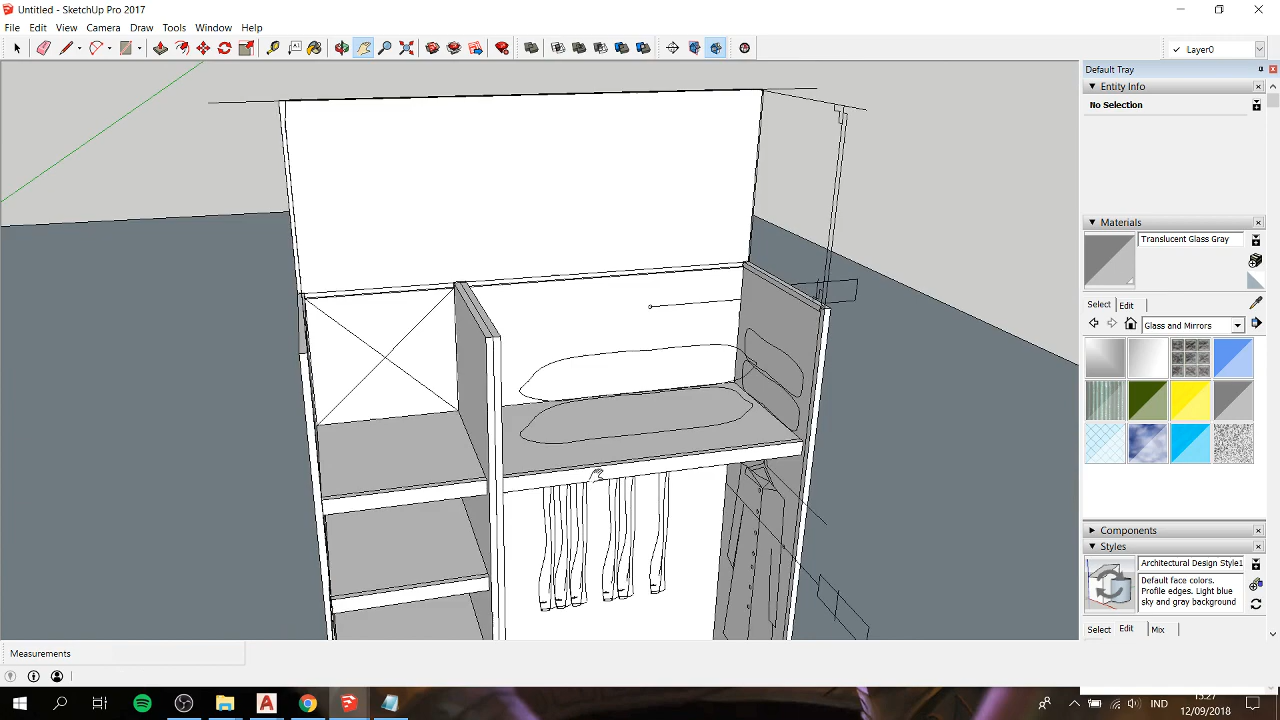 Untitled - SketchUp Pro 2017
File Edit View Camera Draw Tools Window Help
Layer0
Default Tray
Entity Info
No Selection
Materials
Translucent Glass Gray
Select Edit
Glass and Mirrors
Components
Styles
Architectural Design Style1
Default face colors.
Profile edges. Light blue
sky and gray background
Select Edit Mix
Measurements
IND
15:27
12/09/2018